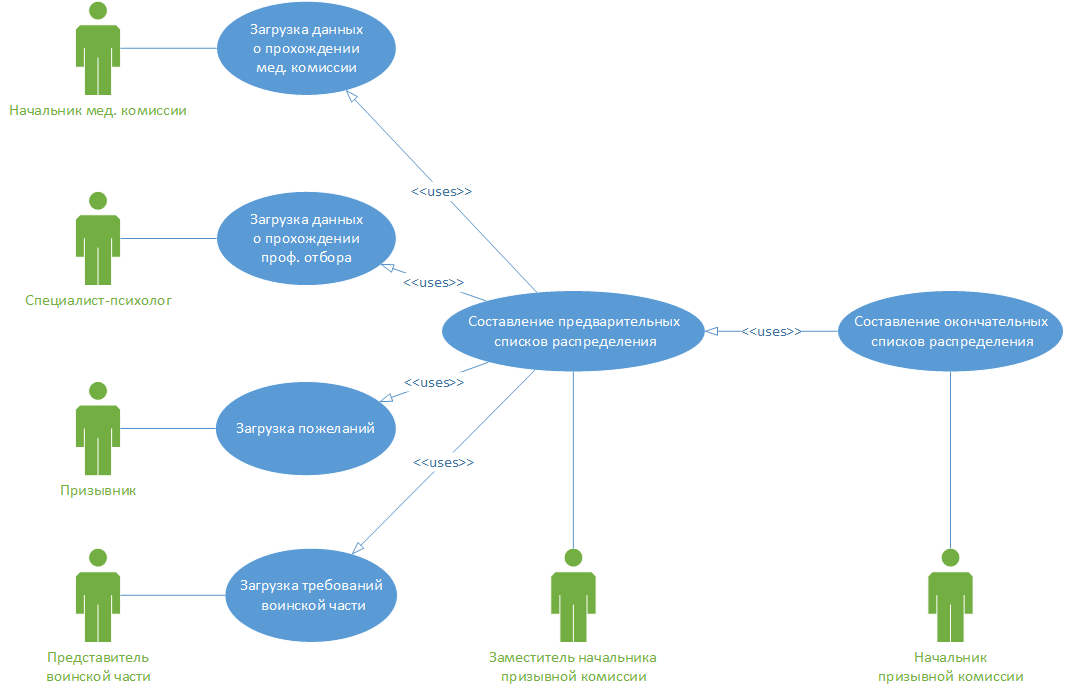 Загрузка данных
о прохождении
мед. комиссии
Начальник мед. комиссии
<<uses>>
Загрузка данных
о прохождении
проф. отбора
Специалист-психолог
<<uses>>
Составление предварительных
списков распределения
<<uses>>
Составление окончательных
списков распределения
<<uses>>
Загрузка пожеланий
<<uses>>
Призывник
Загрузка требований
воинской части
Представитель
воинской части
Заместитель начальника
призывной комиссии
Начальник
призывной комиссии